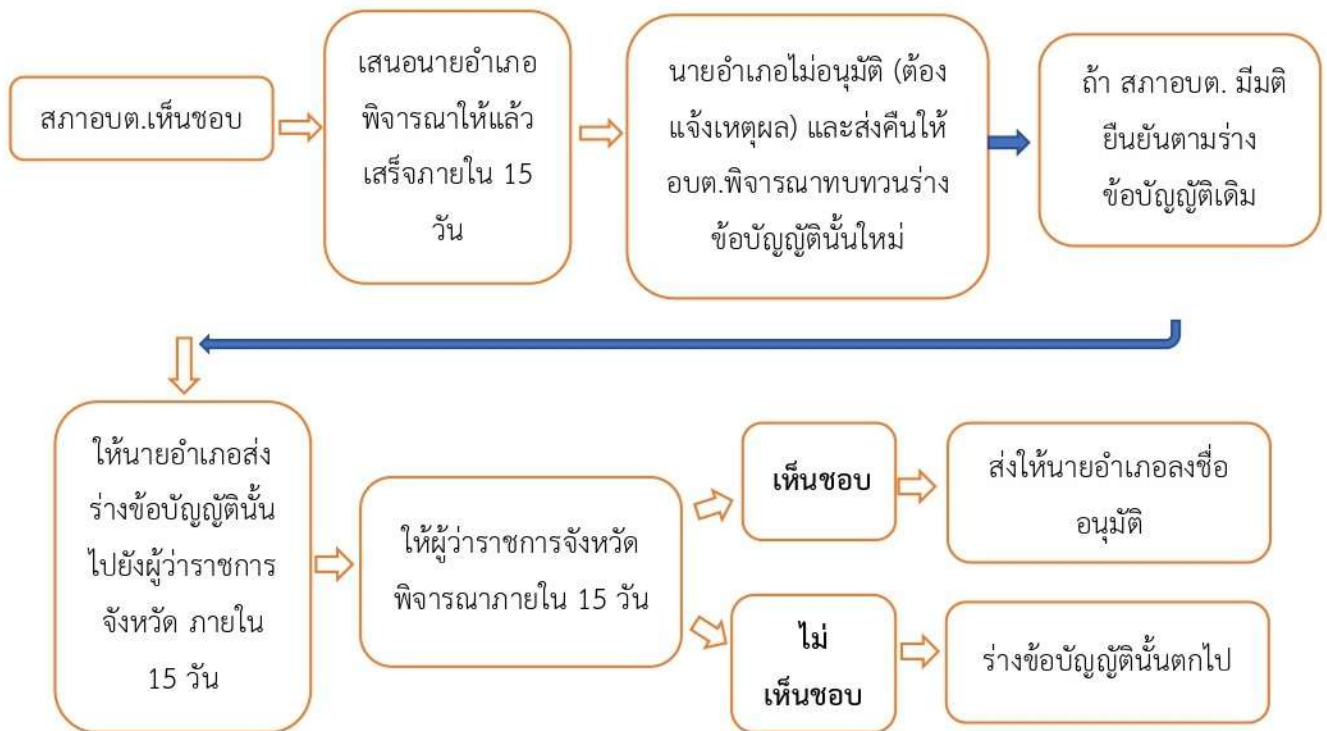 สภาอบต.เห็นชอบ
เสนอนายอำเภอ
พิจารณาให้แล้ว
เสร็จภายใน 15
วัน
นายอำเภอไม่อนุมัติ (ต้อง
แจ้งเหตุผล) และส่งคืนให้
อบต.พิจารณาทบทวนร่าง
ข้อบัญญัตินั้นใหม่
ถ้า สภาอบต. มีมติ
ยืนยันตามร่าง
ข้อบัญญัติเดิม
ให้นายอำเภอส่ง
ร่างข้อบัญญัตินั้น
ไปยังผู้ว่าราชการ
จังหวัด ภายใน
15 วัน
ให้ผู้ว่าราชการจังหวัด
พิจารณาภายใน 15 วัน
เห็นชอบ
ส่งให้นายอำเภอลงชื่อ
อนุมัติ
ไม่
เห็นชอบ
ร่างข้อบัญญัตินั้นตกไป